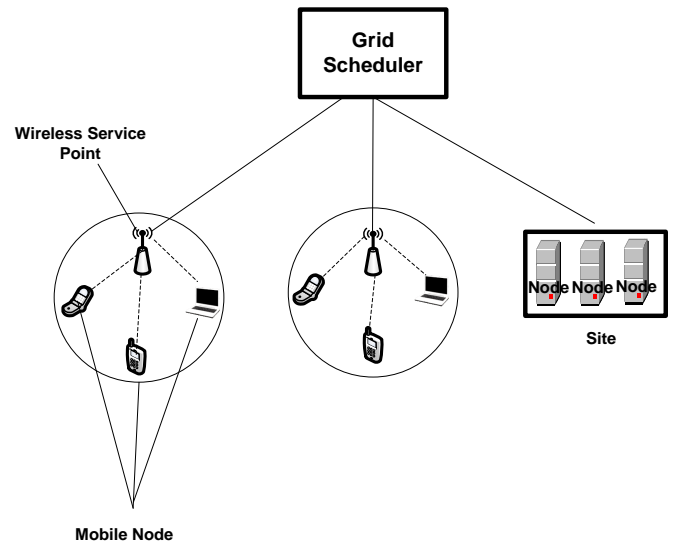 Grid
Scheduler
Wireless Service
Point
Node Node Node
Site
Mobile Node